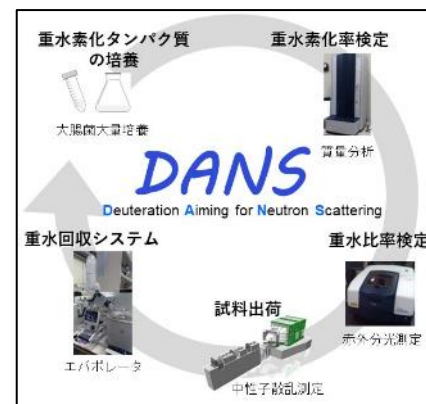 重水素化タンパク質
の培養
大腸菌大量培養
重水素化率検定
質量分析
DANS
Deuteration Aiming for Neutron Scattering
重水回収システム
エバポレータ
試料出荷
中性子散乱測定
重水比率検定
赤外分光測定